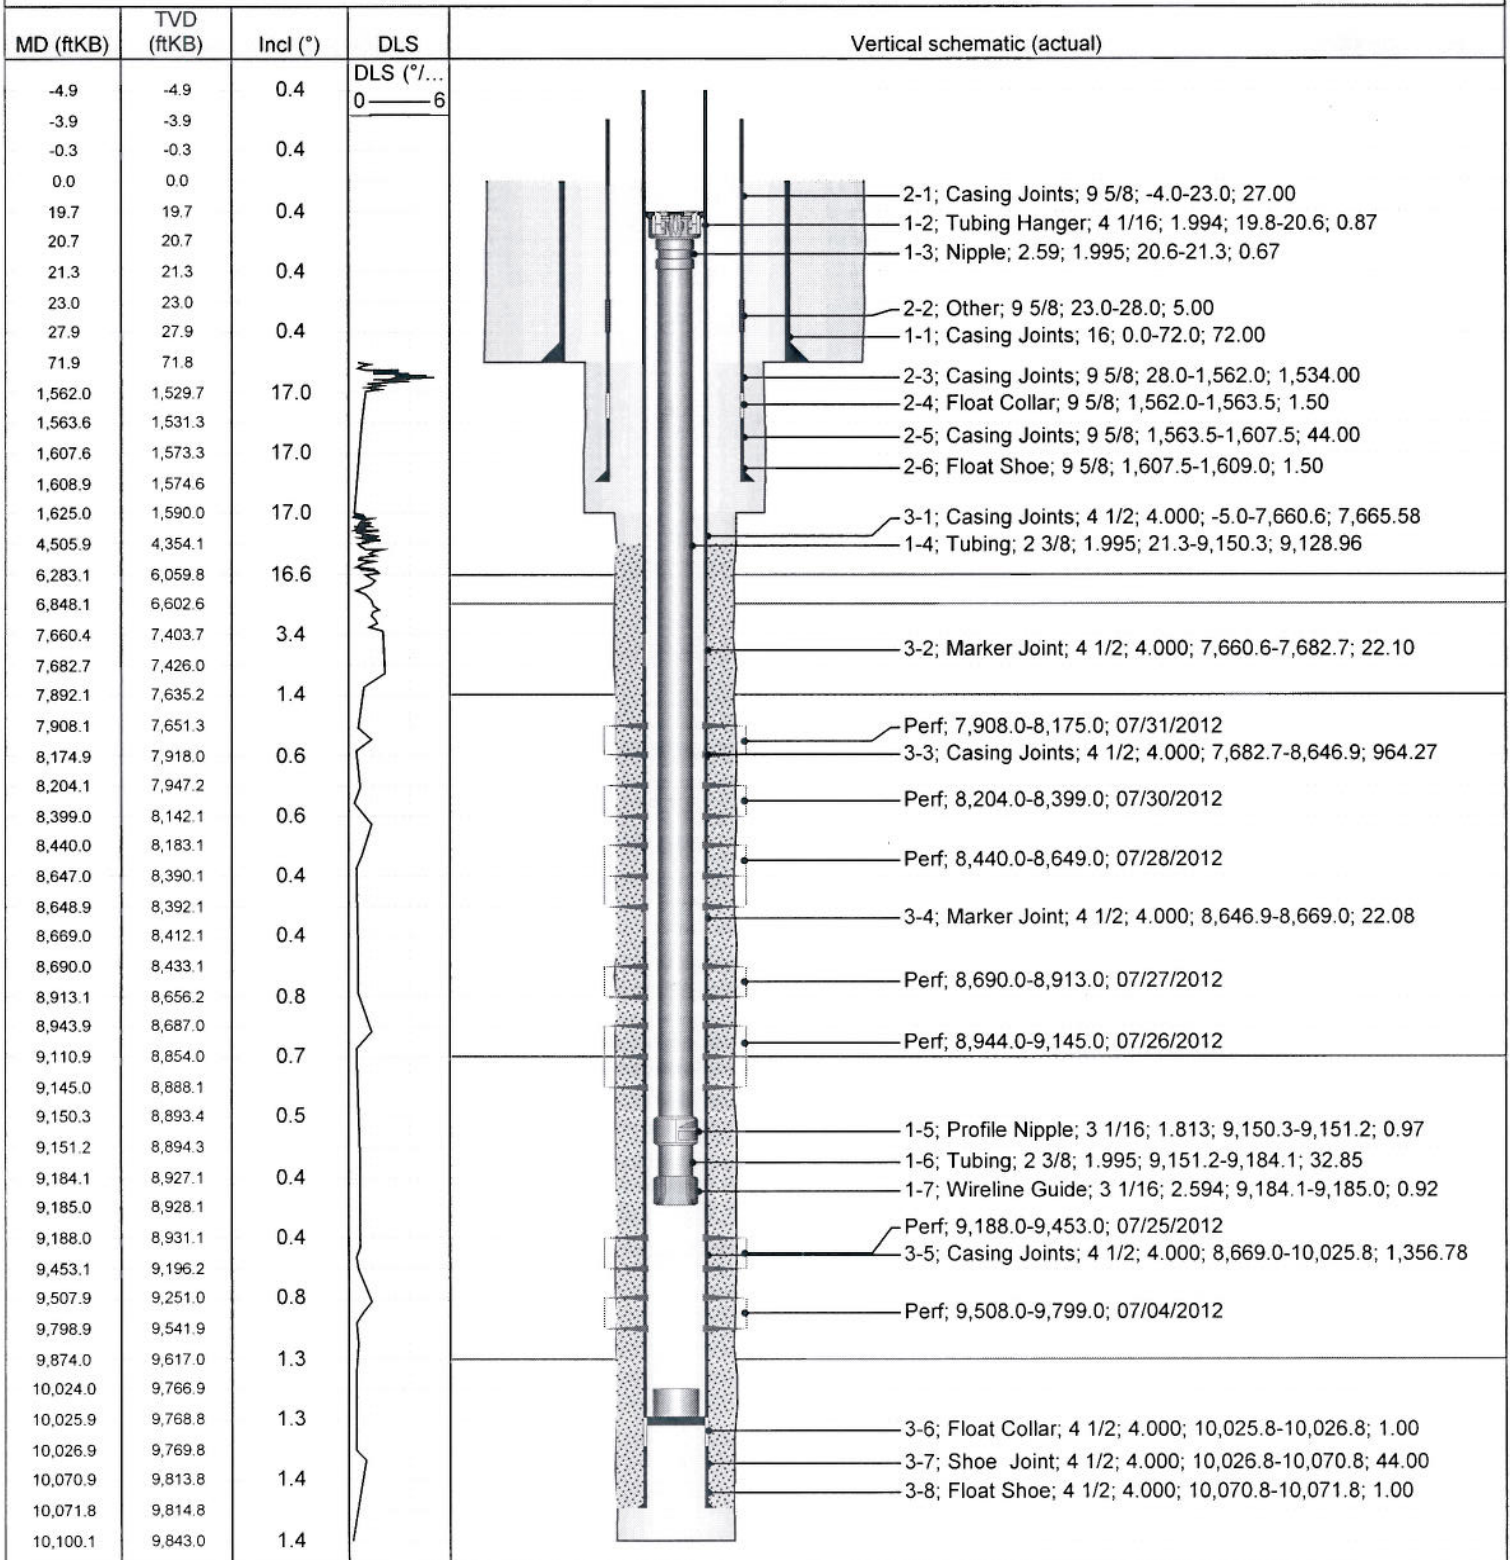 MD (ftKB) TVD (ftKB) Incl (°) DLS Vertical schematic (actual)
DLS (°/...
0 6
-4.9 -4.9 0.4
-3.9 -3.9
-0.3 -0.3 0.4
0.0 0.0
2-1; Casing Joints; 9 5/8; -4.0-23.0; 27.00
19.7 19.7 0.4
1-2; Tubing Hanger; 4 1/16; 1.994; 19.8-20.6; 0.87
20.7 20.7
1-3; Nipple; 2.59; 1.995; 20.6-21.3; 0.67
21.3 21.3 0.4
23.0 23.0
2-2; Other; 9 5/8; 23.0-28.0; 5.00
27.9 27.9 0.4
1-1; Casing Joints; 16; 0.0-72.0; 72.00
71.9 71.8
2-3; Casing Joints; 9 5/8; 28.0-1,562.0; 1,534.00
1,562.0 1,529.7 17.0
2-4; Float Collar; 9 5/8; 1,562.0-1,563.5; 1.50
1,563.6 1,531.3
2-5; Casing Joints; 9 5/8; 1,563.5-1,607.5; 44.00
1,607.6 1,573.3 17.0
2-6; Float Shoe; 9 5/8; 1,607.5-1,609.0; 1.50
1,608.9 1,574.6
1,625.0 1,590.0 17.0
3-1; Casing Joints; 4 1/2; 4.000; -5.0-7,660.6; 7,665.58
4,505.9 4,354.1
1-4; Tubing; 2 3/8; 1.995; 21.3-9,150.3; 9,128.96
6,283.1 6,059.8 16.6
6,848.1 6,602.6
7,660.4 7,403.7 3.4
3-2; Marker Joint; 4 1/2; 4.000; 7,660.6-7,682.7; 22.10
7,682.7 7,426.0
7,892.1 7,635.2 1.4
7,908.1 7,651.3
Perf; 7,908.0-8,175.0; 07/31/2012
8,174.9 7,918.0 0.6
3-3; Casing Joints; 4 1/2; 4.000; 7,682.7-8,646.9; 964.27
8,204.1 7,947.2
Perf; 8,204.0-8,399.0; 07/30/2012
8,399.0 8,142.1 0.6
8,440.0 8,183.1
Perf; 8,440.0-8,649.0; 07/28/2012
8,647.0 8,390.1 0.4
8,648.9 8,392.1
3-4; Marker Joint; 4 1/2; 4.000; 8,646.9-8,669.0; 22.08
8,669.0 8,412.1 0.4
8,690.0 8,433.1
Perf; 8,690.0-8,913.0; 07/27/2012
8,913.1 8,656.2 0.8
8,943.9 8,687.0
Perf; 8,944.0-9,145.0; 07/26/2012
9,110.9 8,854.0 0.7
9,145.0 8,888.1
9,150.3 8,893.4 0.5
1-5; Profile Nipple; 3 1/16; 1.813; 9,150.3-9,151.2; 0.97
9,151.2 8,894.3
1-6; Tubing; 2 3/8; 1.995; 9,151.2-9,184.1; 32.85
9,184.1 8,927.1 0.4
1-7; Wireline Guide; 3 1/16; 2.594; 9,184.1-9,185.0; 0.92
9,185.0 8,928.1
Perf; 9,188.0-9,453.0; 07/25/2012
9,188.0 8,931.1 0.4
3-5; Casing Joints; 4 1/2; 4.000; 8,669.0-10,025.8; 1,356.78
9,453.1 9,196.2
9,507.9 9,251.0 0.8
Perf; 9,508.0-9,799.0; 07/04/2012
9,798.9 9,541.9
9,874.0 9,617.0 1.3
10,024.0 9,766.9
10,025.9 9,768.8 1.3
3-6; Float Collar; 4 1/2; 4.000; 10,025.8-10,026.8; 1.00
10,026.9 9,769.8
3-7; Shoe Joint; 4 1/2; 4.000; 10,026.8-10,070.8; 44.00
10,070.9 9,813.8 1.4
3-8; Float Shoe; 4 1/2; 4.000; 10,070.8-10,071.8; 1.00
10,071.8 9,814.8
10,100.1 9,843.0 1.4